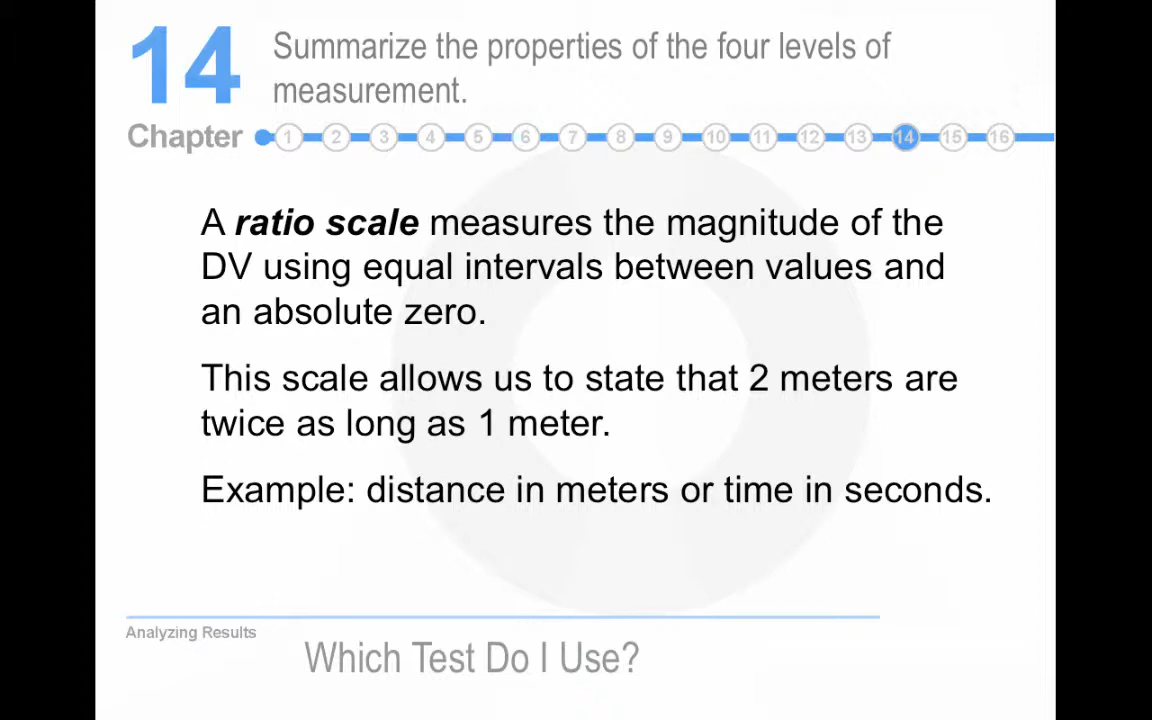 14
Summarize the properties of the four levels of
measurement.
Chapter
1 2 3 4 5 6 7 8 9 10 11 12 13 14 15 16
A ratio scale measures the magnitude of the
DV using equal intervals between values and
an absolute zero.
This scale allows us to state that 2 meters are
twice as long as 1 meter.
Example: distance in meters or time in seconds.
Analyzing Results
Which Test Do I Use?